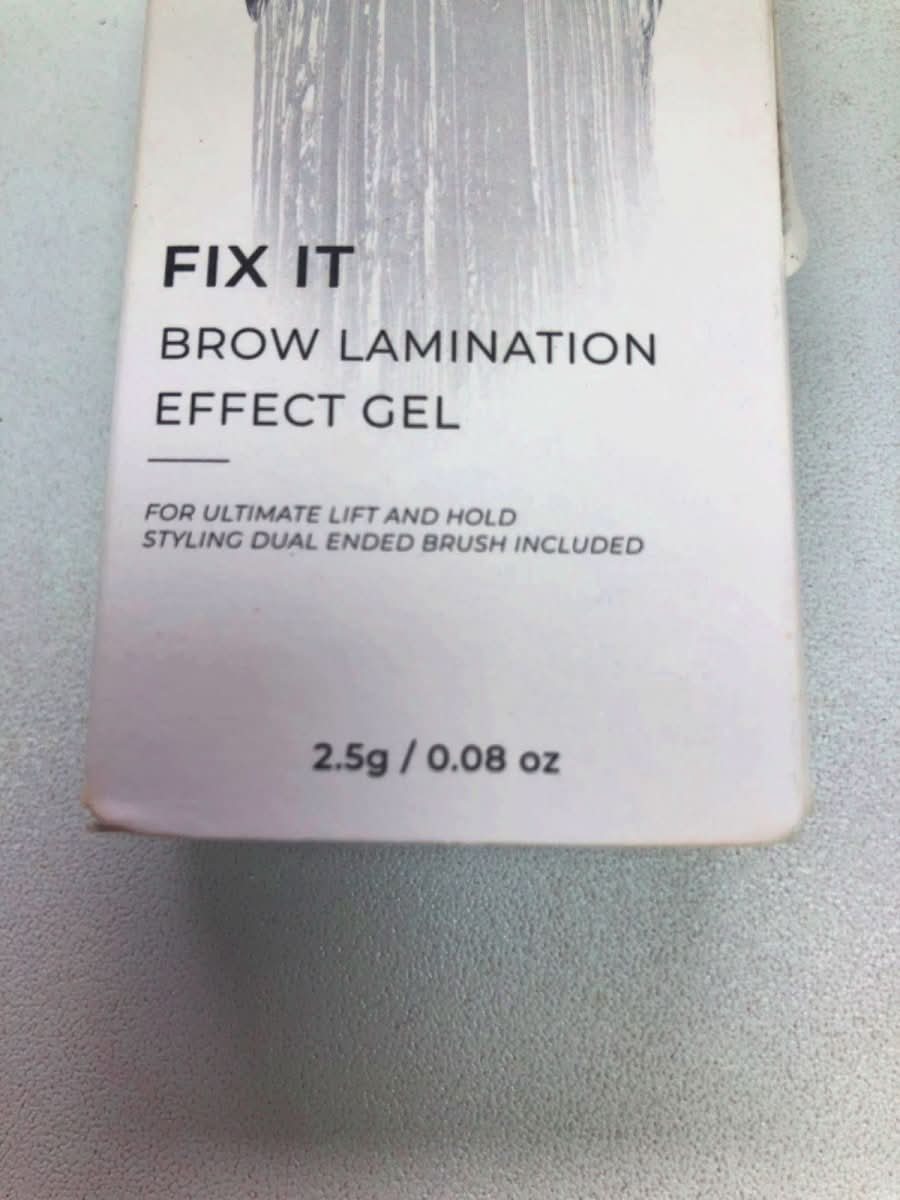 FIX IT
BROW LAMINATION
EFFECT GEL
FOR ULTIMATE LIFT AND HOLD
STYLING DUAL ENDED BRUSH INCLUDED
2.5g / 0.08 oz